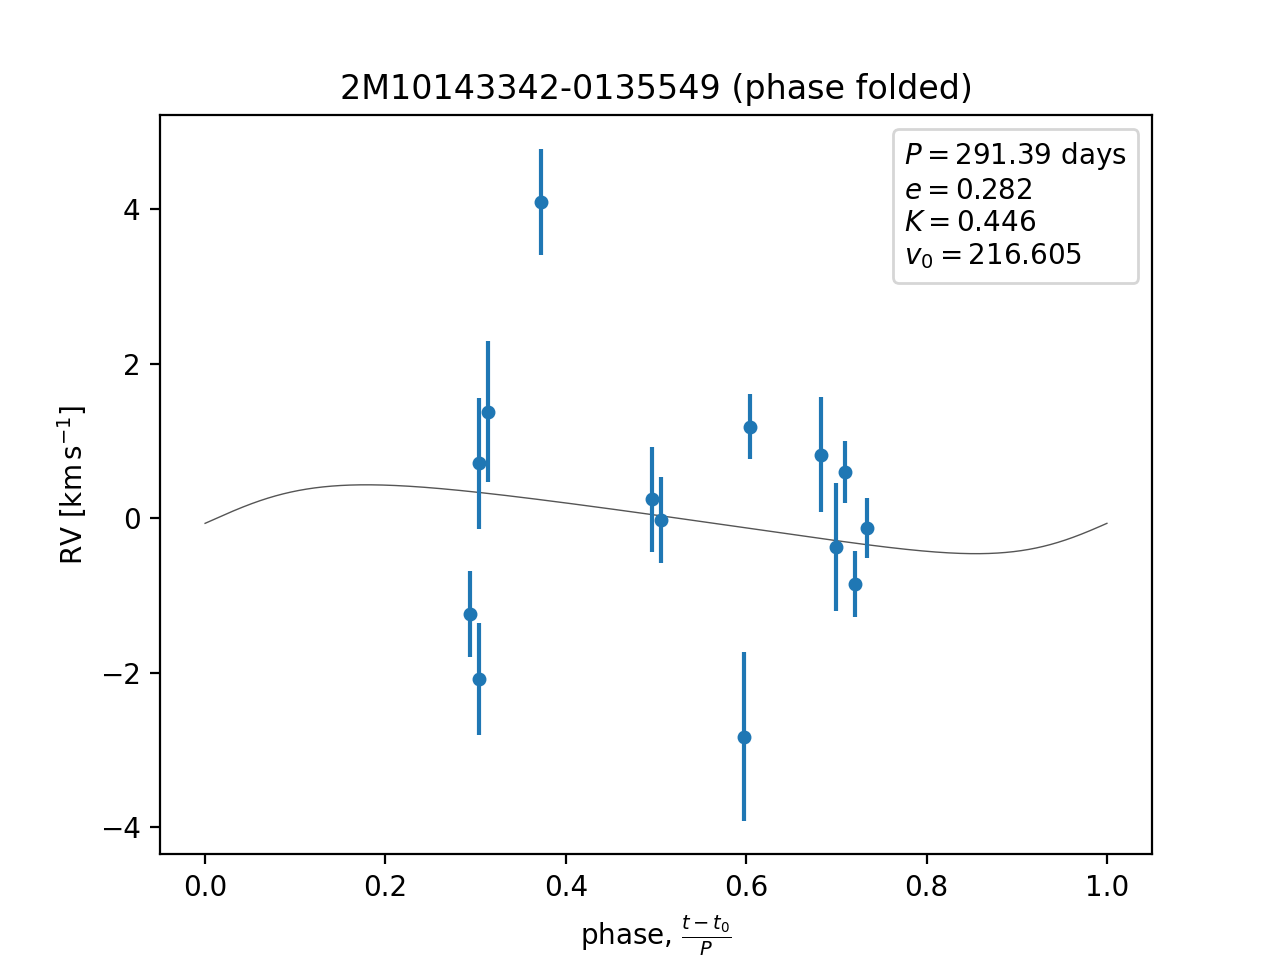 2M10143342-0135549 (phase folded)
P = 291.39 days
e = 0.282
K = 0.446
v₀ = 216.605
RV [km s⁻¹]
4
2
0
−2
−4
0.0 0.2 0.4 0.6 0.8 1.0
phase, (t − t₀)/P